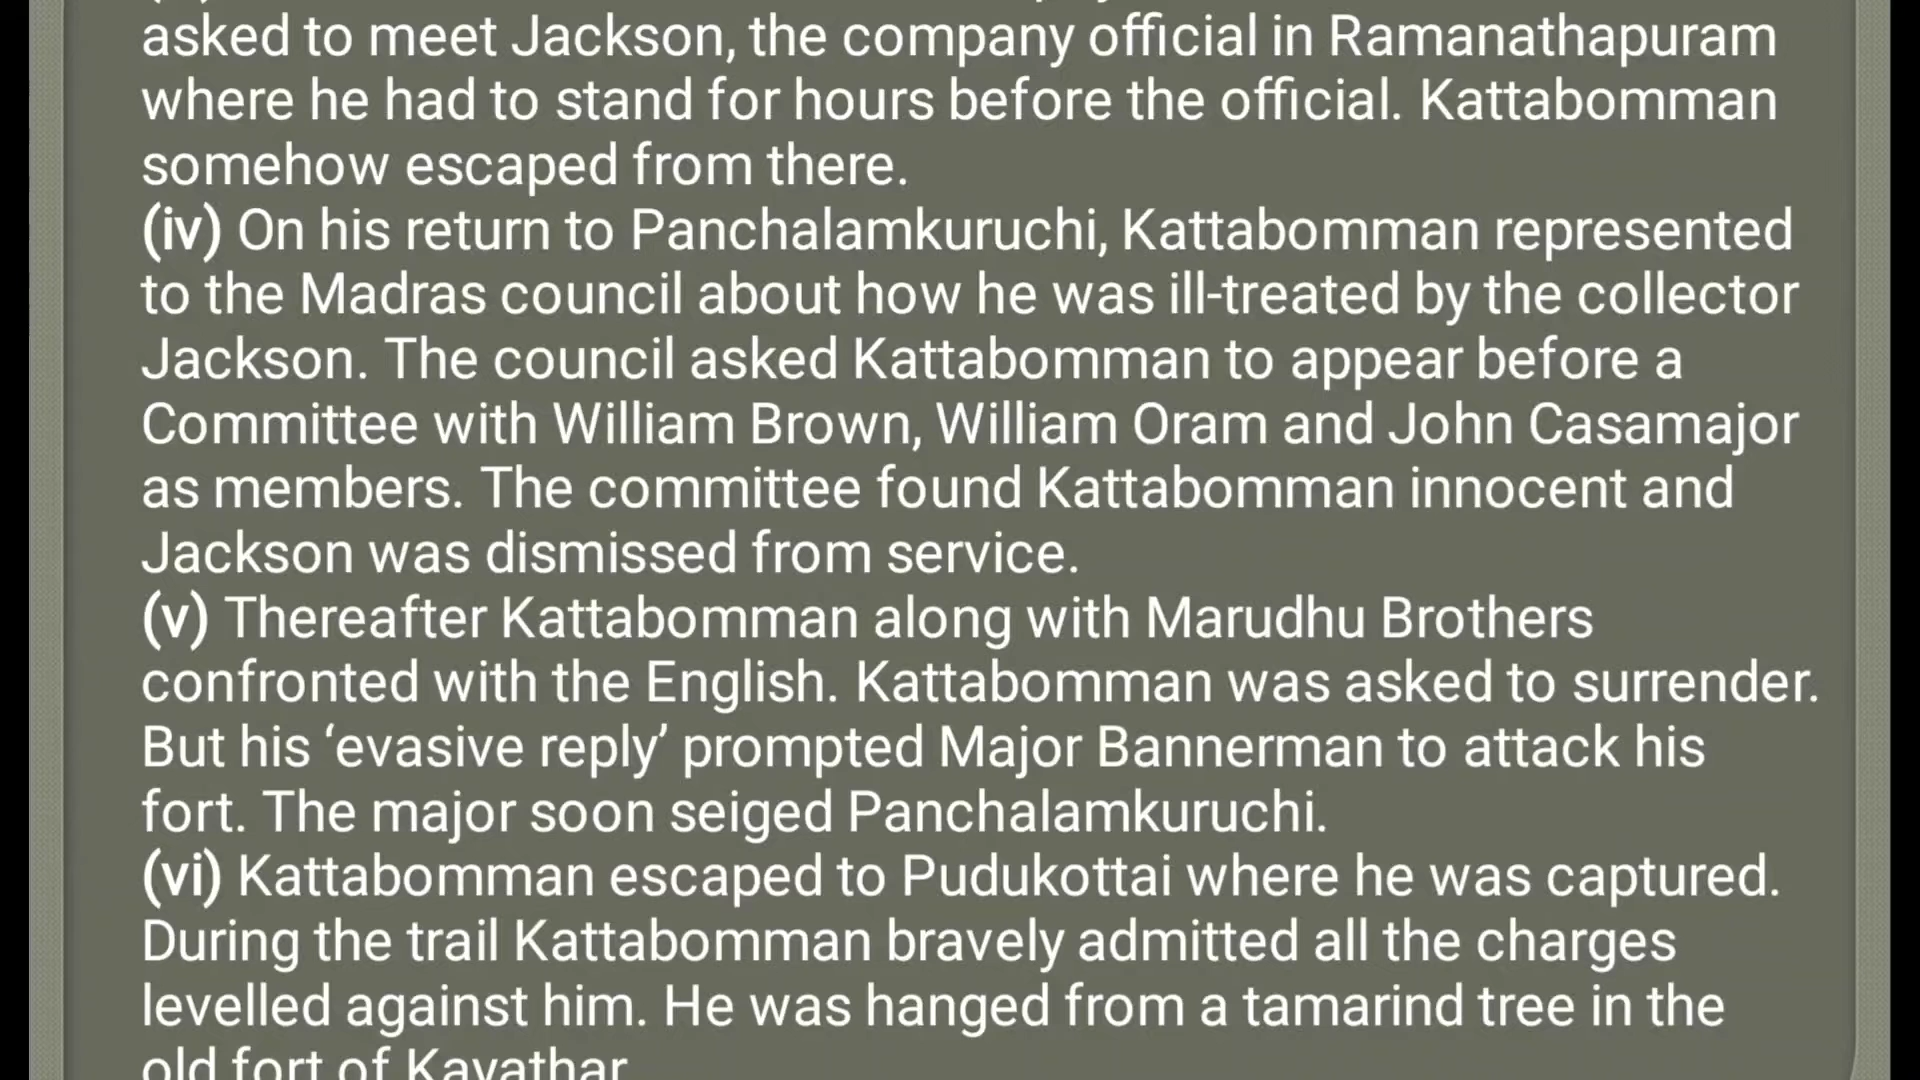 asked to meet Jackson, the company official in Ramanathapuram
where he had to stand for hours before the official. Kattabomman
somehow escaped from there.
(iv) On his return to Panchalamkuruchi, Kattabomman represented
to the Madras council about how he was ill-treated by the collector
Jackson. The council asked Kattabomman to appear before a
Committee with William Brown, William Oram and John Casamajor
as members. The committee found Kattabomman innocent and
Jackson was dismissed from service.
(v) Thereafter Kattabomman along with Marudhu Brothers
confronted with the English. Kattabomman was asked to surrender.
But his ‘evasive reply’ prompted Major Bannerman to attack his
fort. The major soon seiged Panchalamkuruchi.
(vi) Kattabomman escaped to Pudukottai where he was captured.
During the trail Kattabomman bravely admitted all the charges
levelled against him. He was hanged from a tamarind tree in the
old fort of Kayathar